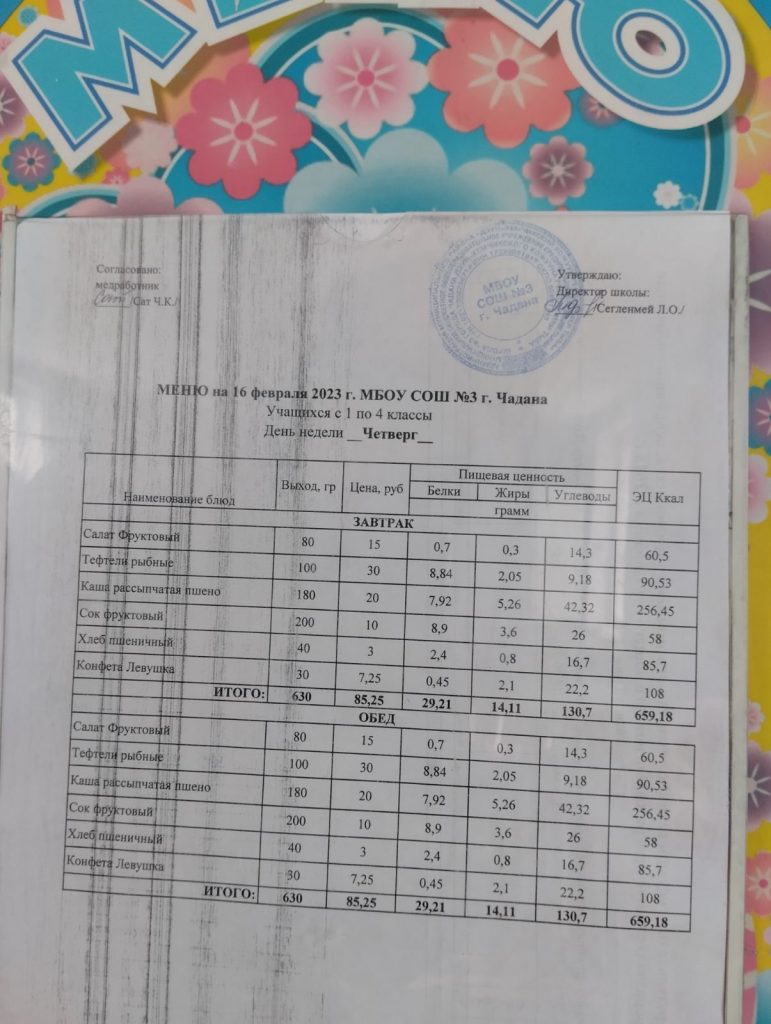 МЕНЮ
Согласовано:
медработник
/Сат Ч.К./
МБОУ
СОШ №3
г. Чадана
Утверждаю:
Директор школы:
/Сегленмей Л.О./
МЕНЮ на 16 февраля 2023 г. МБОУ СОШ №3 г. Чадана
Учащихся с 1 по 4 классы
День недели __Четверг__
Наименование блюд Выход, гр Цена, руб Пищевая ценность ЭЦ Ккал
Белки Жиры Углеводы
грамм
ЗАВТРАК
Салат Фруктовый 80 15 0,7 0,3 14,3 60,5
Тефтели рыбные 100 30 8,84 2,05 9,18 90,53
Каша рассыпчатая пшено 180 20 7,92 5,26 42,32 256,45
Сок фруктовый 200 10 8,9 3,6 26 58
Хлеб пшеничный 40 3 2,4 0,8 16,7 85,7
Конфета Левушка 30 7,25 0,45 2,1 22,2 108
ИТОГО: 630 85,25 29,21 14,11 130,7 659,18
ОБЕД
Салат Фруктовый 80 15 0,7 0,3 14,3 60,5
Тефтели рыбные 100 30 8,84 2,05 9,18 90,53
Каша рассыпчатая пшено 180 20 7,92 5,26 42,32 256,45
Сок фруктовый 200 10 8,9 3,6 26 58
Хлеб пшеничный 40 3 2,4 0,8 16,7 85,7
Конфета Левушка 30 7,25 0,45 2,1 22,2 108
ИТОГО: 630 85,25 29,21 14,11 130,7 659,18